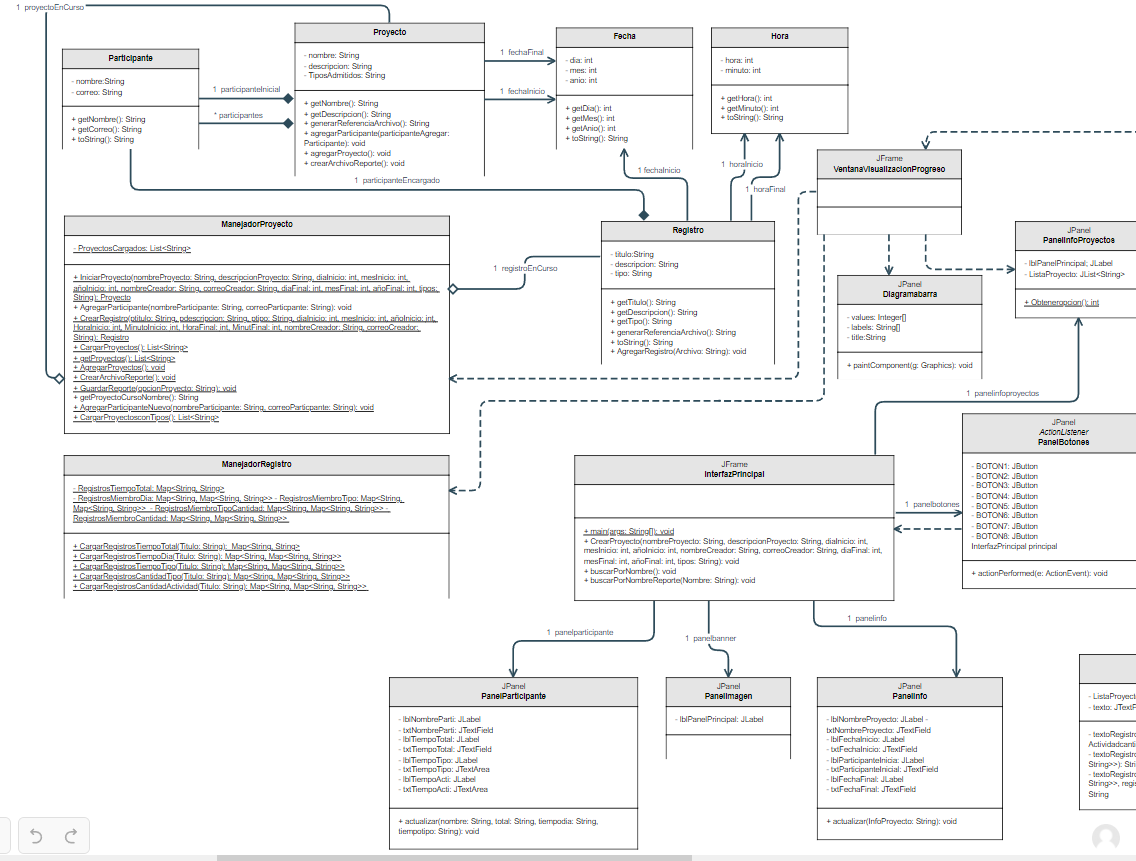 1 proyectoEnCurso
Participante
- nombre:String
- correo: String
+ getNombre(): String
+ getCorreo(): String
+ toString(): String
1 participanteInicial
* participantes
Proyecto
- nombre: String
- descripcion: String
- TiposAdmitidos: String
+ getNombre(): String
+ getDescripcion(): String
+ generarReferenciaArchivo(): String
+ agregarParticipante(participanteAgregar:
Participante): void
+ agregarProyecto(): void
+ crearArchivoReporte(): void
1 fechaFinal
1 fechaInicio
Fecha
- dia: int
- mes: int
- anio: int
+ getDia(): int
+ getMes(): int
+ getAnio(): int
+ toString(): String
Hora
- hora: int
- minuto: int
+ getHora(): int
+ getMinuto(): int
+ toString(): String
1 participanteEncargado
1 fechaInicio
1 horaInicio
1 horaFinal
JFrame
VentanaVisualizacionProgreso
ManejadorProyecto
- ProyectosCargados: List<String>
+ IniciarProyecto(nombreProyecto: String, descripcionProyecto: String, diaInicio: int, mesInicio: int,
añoInicio: int, nombreCreador: String, correoCreador: String, diaFinal: int, mesFinal: int, añoFinal: int, tipos:
String): Proyecto
+ AgregarParticipante(nombreParticipante: String, correoParticpante: String): void
+ CrearRegistro(ptitulo: String, pdescripcion: String, ptipo: String, diaInicio: int, mesInicio: int, añoInicio: int,
HoraInicio: int, MinutoInicio: int, HoraFinal: int, MinutFinal: int, nombreCreador: String, correoCreador:
String): Registro
+ CargarProyectos(): List<String>
+ getProyectos(): List<String>
+ AgregarProyectos(): void
+ CrearArchivoReporte(): void
+ GuardarReporte(opcionProyecto: String): void
+ getProyectoCursoNombre(): String
+ AgregarParticipanteNuevo(nombreParticipante: String, correoParticpante: String): void
+ CargarProyectosconTipos(): List<String>
1 registroEnCurso
Registro
- titulo:String
- descripcion: String
- tipo: String
+ getTitulo(): String
+ getDescripcion(): String
+ getTipo(): String
+ generarReferenciaArchivo(): String
+ toString(): String
+ AgregarRegistro(Archivo: String): void
JPanel
Diagramabarra
- values: Integer[]
- labels: String[]
- title:String
+ paintComponent(g: Graphics): void
JPanel
PanelInfoProyectos
- lblPanelPrincipal; JLabel
- ListaProyecto: JList<String>
+ Obteneropcion(): int
1 panelinfoproyectos
ManejadorRegistro
- RegistrosTiempoTotal: Map<String, String>
- RegistrosMiembroDia: Map<String, Map<String, String>> - RegistrosMiembroTipo: Map<String,
Map<String, String>> - RegistrosMiembroTipoCantidad: Map<String, Map<String, String>> -
RegistrosMiembroCantidad: Map<String, Map<String, String>>
+ CargarRegistrosTiempoTotal(Titulo: String): Map<String, String>
+ CargarRegistrosTiempoDia(Titulo: String): Map<String, Map<String, String>>
+ CargarRegistrosTiempoTipo(Titulo: String): Map<String, Map<String, String>>
+ CargarRegistrosCantidadTipo(Titulo: String): Map<String, Map<String, String>>
+ CargarRegistrosCantidadActividad(Titulo: String): Map<String, Map<String, String>>
JFrame
InterfazPrincipal
+ main(args: String[]): void
+ CrearProyecto(nombreProyecto: String, descripcionProyecto: String, diaInicio: int,
mesInicio: int, añoInicio: int, nombreCreador: String, correoCreador: String, diaFinal: int,
mesFinal: int, añoFinal: int, tipos: String): void
+ buscarPorNombre(): void
+ buscarPorNombreReporte(Nombre: String): void
1 panelbotones
JPanel
ActionListener
PanelBotones
- BOTON1: JButton
- BOTON2: JButton
- BOTON3: JButton
- BOTON4: JButton
- BOTON5: JButton
- BOTON6: JButton
- BOTON7: JButton
- BOTON8: JButton
InterfazPrincipal principal
+ actionPerformed(e: ActionEvent): void
1 panelparticipante
1 panelbanner
1 panelinfo
JPanel
PanelParticipante
- lblNombreParti: JLabel
- txtNombreParti: JTextField
- lblTiempoTotal: JLabel
- txtTiempoTotal: JTextField
- lblTiempoTipo: JLabel
- txtTiempoTipo: JTextArea
- lblTiempoActi: JLabel
- txtTiempoActi: JTextArea
+ actualizar(nombre: String, total: String, tiempodia: String,
tiempotipo: String): void
JPanel
PanelImagen
- lblPanelPrincipal; JLabel
JPanel
PanelInfo
- lblNombreProyecto: JLabel -
txtNombreProyecto: JTextField
- lblFechaInicio: JLabel
- txtFechaInicio: JTextField
- lblParticipanteInicia: JLabel
- txtParticipanteInicial: JTextField
- lblFechaFinal: JLabel
- txtFechaFinal: JTextField
+ actualizar(InfoProyecto: String): void
- ListaProyecto
- texto: JTextF
- textoRegistro
Actividadcanti
- textoRegistro
String>>): Stri
- textoRegistro
String>>, regis
String